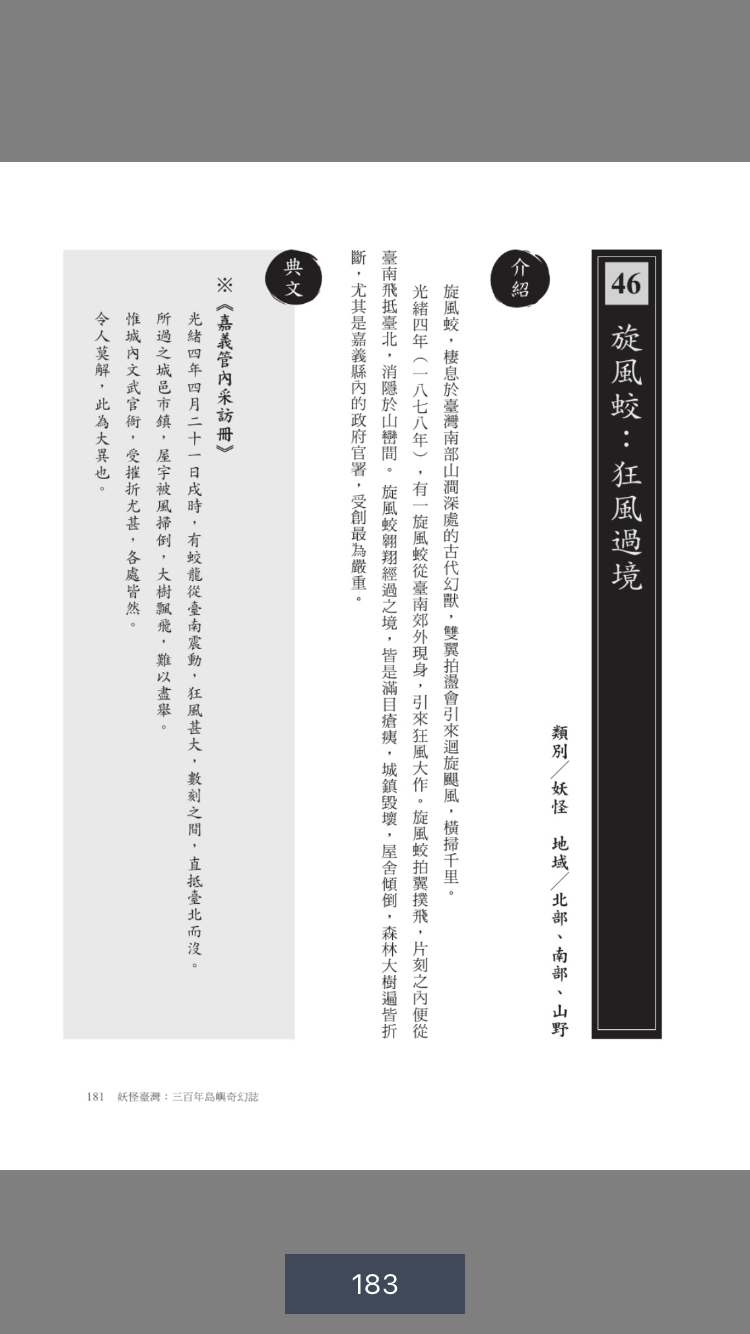 46
旋風蛟：狂風過境
類別／妖怪　地域／北部、南部、山野
介紹
旋風蛟，棲息於臺灣南部山澗深處的古代幻獸，雙翼拍盪會引來迴旋颶風，橫掃千里。
光緒四年（一八七八年），有一旋風蛟從臺南郊外現身，引來狂風大作。旋風蛟拍翼撲飛，片刻之內便從
臺南飛抵臺北，消隱於山巒間。旋風蛟翱翔經過之境，皆是滿目瘡痍，城鎮毀壞，屋舍傾倒，森林大樹遍皆折
斷，尤其是嘉義縣內的政府官署，受創最為嚴重。
典文
※《嘉義管內采訪冊》
光緒四年四月二十一日戌時，有蛟龍從臺南震動，狂風甚大，數刻之間，直抵臺北而沒。
所過之城邑市鎮，屋宇被風掃倒，大樹飄飛，難以盡舉。
惟城內文武官衙，受摧折尤甚，各處皆然。
令人莫解，此為大異也。
181　妖怪臺灣：三百年島嶼奇幻誌
183